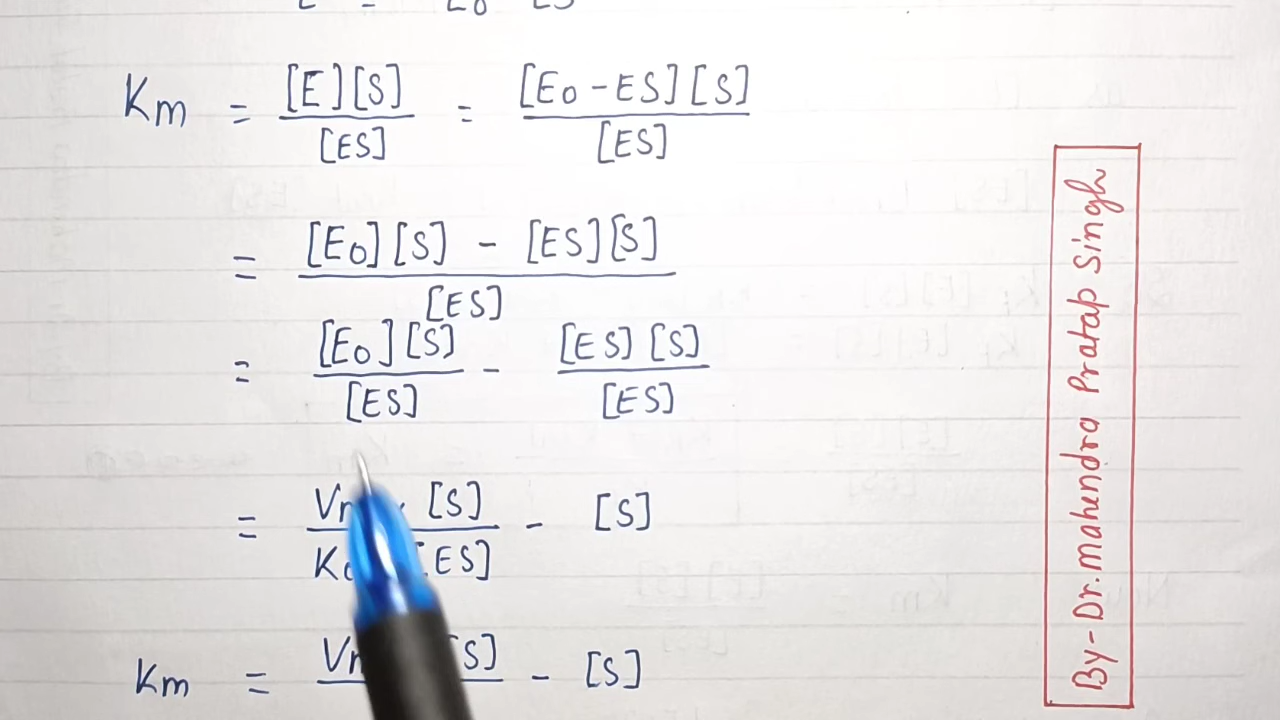 Km = [E][S] / [ES] = [E0 - ES][S] / [ES]
= [E0][S] - [ES][S] / [ES]
= [E0][S] / [ES] - [ES][S] / [ES]
= [S] / [ES] - [S]
Km = [S] - [S]
By-Dr. Mahendra Pratap Singh